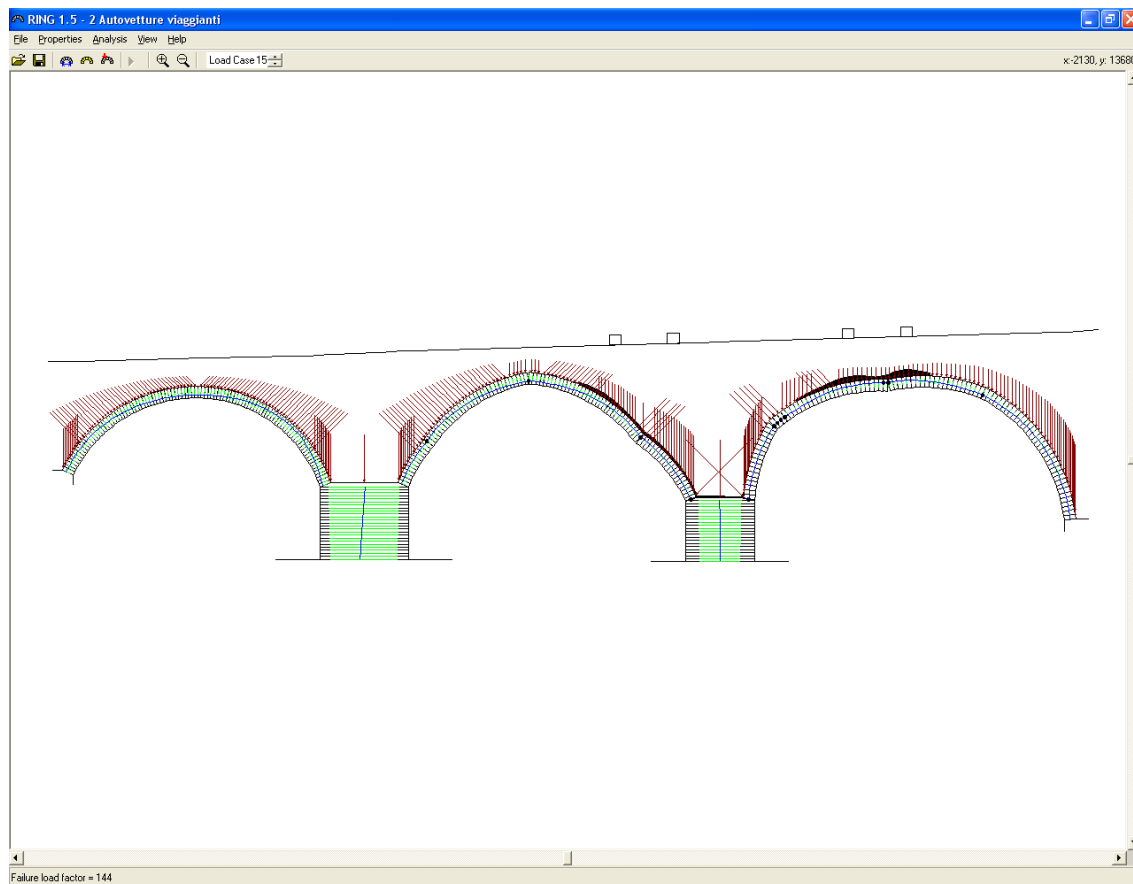 RING 1.5 - 2 Autovetture viaggianti
File Properties Analysis View Help
Load Case 15
x:-2130, y: 13680
Failure load factor = 144